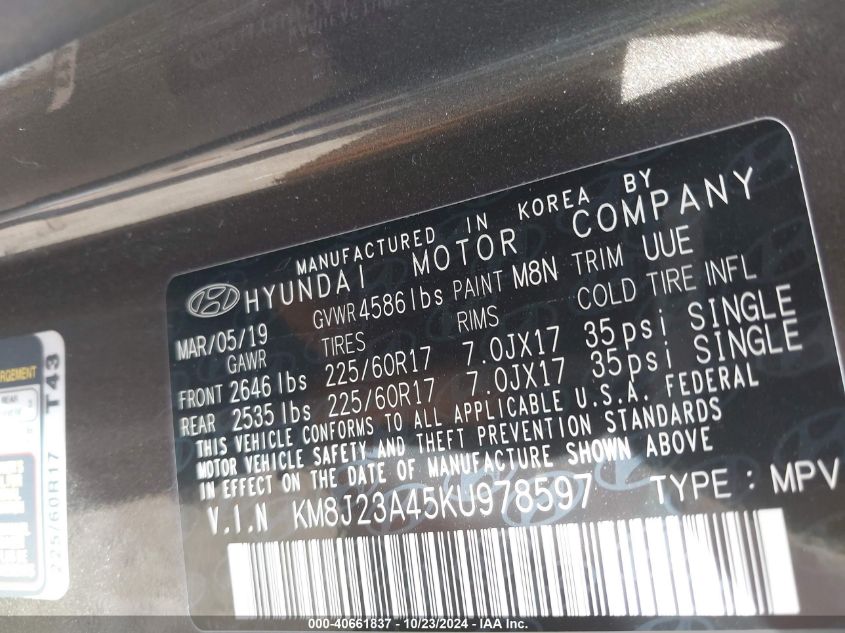 MANUFACTURED IN KOREA BY
HYUNDAI MOTOR COMPANY
MAR/05/19 GVWR 4586 lbs PAINT M8N TRIM UUE
GAWR TIRES RIMS COLD TIRE INFL
FRONT 2646 lbs 225/60R17 7.0JX17 35psi SINGLE
REAR 2535 lbs 225/60R17 7.0JX17 35psi SINGLE
THIS VEHICLE CONFORMS TO ALL APPLICABLE U.S.A. FEDERAL
MOTOR VEHICLE SAFETY AND THEFT PREVENTION STANDARDS
IN EFFECT ON THE DATE OF MANUFACTURE SHOWN ABOVE
V.I.N KM8J23A45KU978597 TYPE : MPV
T43
REAR
225/60R17
000-40661837 - 10/23/2024 - IAA Inc.